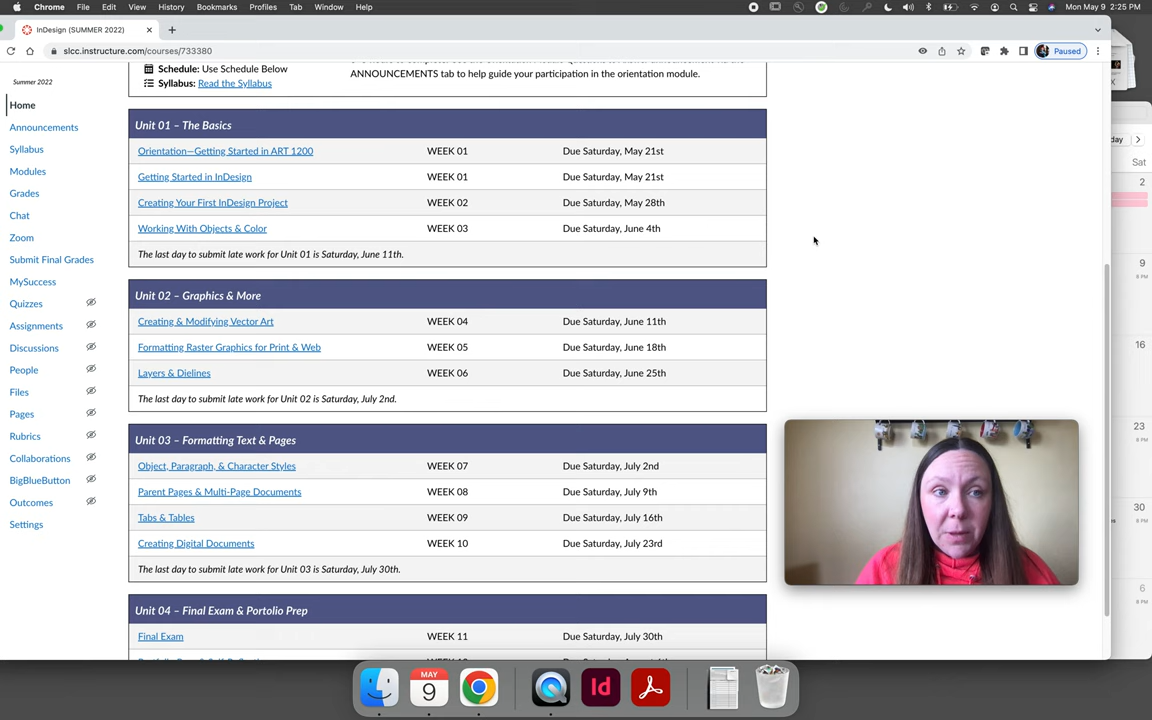 Chrome File Edit View History Bookmarks Profiles Tab Window Help Mon May 9 2:25 PM
InDesign (SUMMER 2022)
slcc.instructure.com/courses/733380 Paused
Summer 2022
Home
Announcements
Syllabus
Modules
Grades
Chat
Zoom
Submit Final Grades
MySuccess
Quizzes
Assignments
Discussions
People
Files
Pages
Rubrics
Collaborations
BigBlueButton
Outcomes
Settings
Schedule: Use Schedule Below
Syllabus: Read the Syllabus
ANNOUNCEMENTS tab to help guide your participation in the orientation module.
Unit 01 – The Basics
Orientation—Getting Started in ART 1200 WEEK 01 Due Saturday, May 21st
Getting Started in InDesign WEEK 01 Due Saturday, May 21st
Creating Your First InDesign Project WEEK 02 Due Saturday, May 28th
Working With Objects & Color WEEK 03 Due Saturday, June 4th
The last day to submit late work for Unit 01 is Saturday, June 11th.
Unit 02 – Graphics & More
Creating & Modifying Vector Art WEEK 04 Due Saturday, June 11th
Formatting Raster Graphics for Print & Web WEEK 05 Due Saturday, June 18th
Layers & Dielines WEEK 06 Due Saturday, June 25th
The last day to submit late work for Unit 02 is Saturday, July 2nd.
Unit 03 – Formatting Text & Pages
Object, Paragraph, & Character Styles WEEK 07 Due Saturday, July 2nd
Parent Pages & Multi-Page Documents WEEK 08 Due Saturday, July 9th
Tabs & Tables WEEK 09 Due Saturday, July 16th
Creating Digital Documents WEEK 10 Due Saturday, July 23rd
The last day to submit late work for Unit 03 is Saturday, July 30th.
Unit 04 – Final Exam & Portolio Prep
Final Exam WEEK 11 Due Saturday, July 30th
day
Sat
2
9
8 PM
16
23
8 PM
30
8 PM
6
8 PM
MAY
9
Id